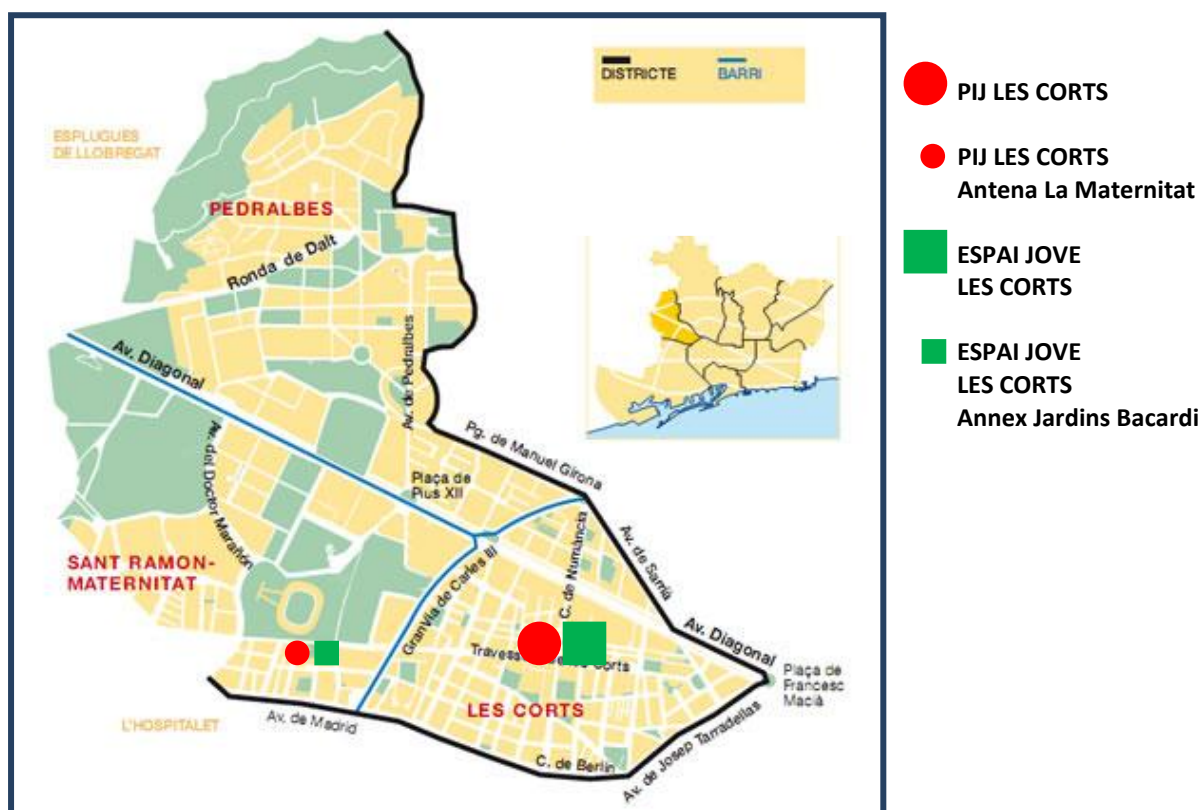 DISTRICTE
BARRI
ESPLUGUES
DE LLOBREGAT
PEDRALBES
Ronda de Dalt
Av. Diagonal
Av. de Pedralbes
Pg. de Manuel Girona
Av. del Doctor Marañón
Plaça de
Pius XII
SANT RAMON-
MATERNITAT
Gran Via de Carles III
C. de Numància
Av. de Sarrià
Av. Diagonal
Corts
Plaça de
Francesc
Macià
LES CORTS
L'HOSPITALET
Av. de Madrid
C. de Berlín
Av. de Josep Tarradellas
PIJ LES CORTS
PIJ LES CORTS
Antena La Maternitat
ESPAI JOVE
LES CORTS
ESPAI JOVE
LES CORTS
Annex Jardins Bacardi